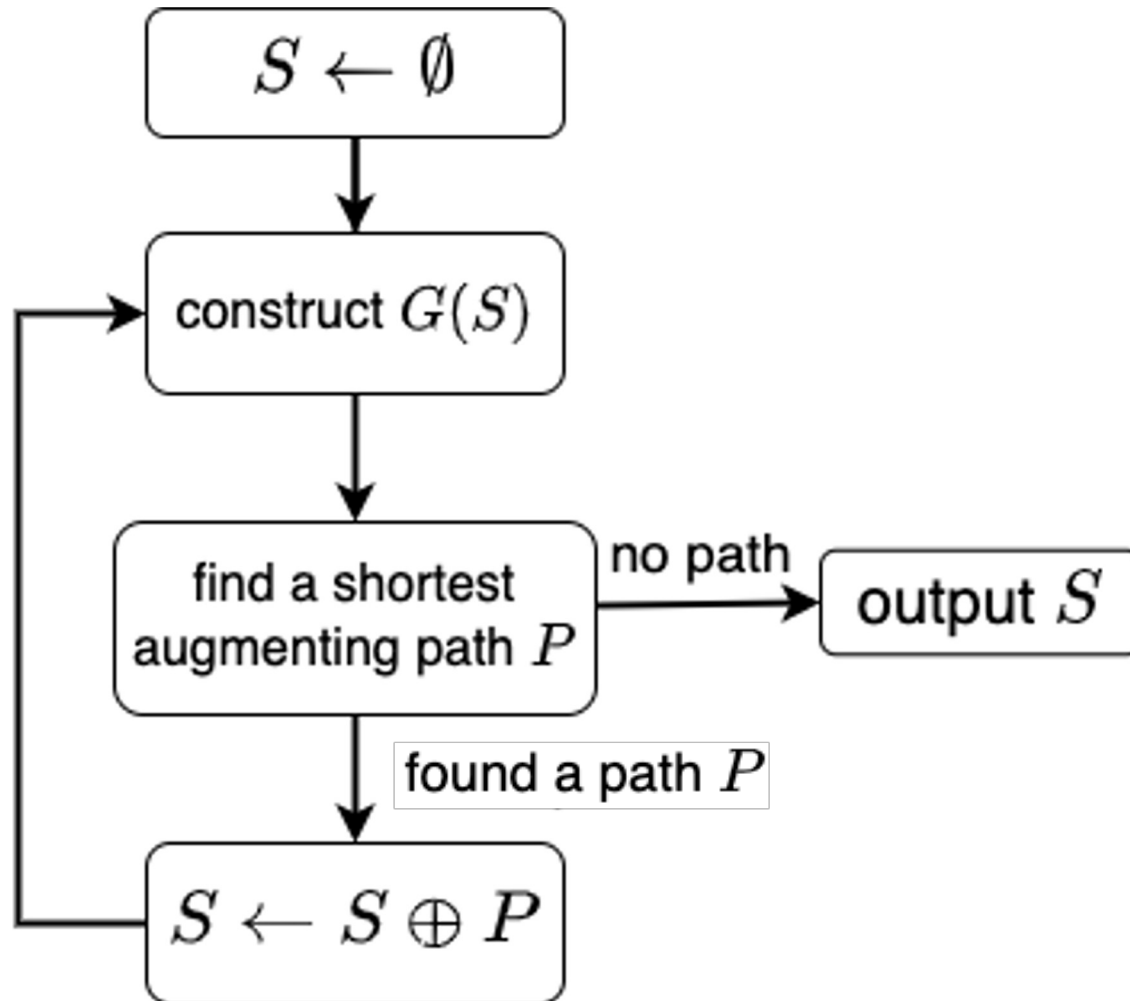 S ← ∅
construct G(S)
find a shortest
augmenting path P
no path
output S
found a path P
S ← S ⊕ P